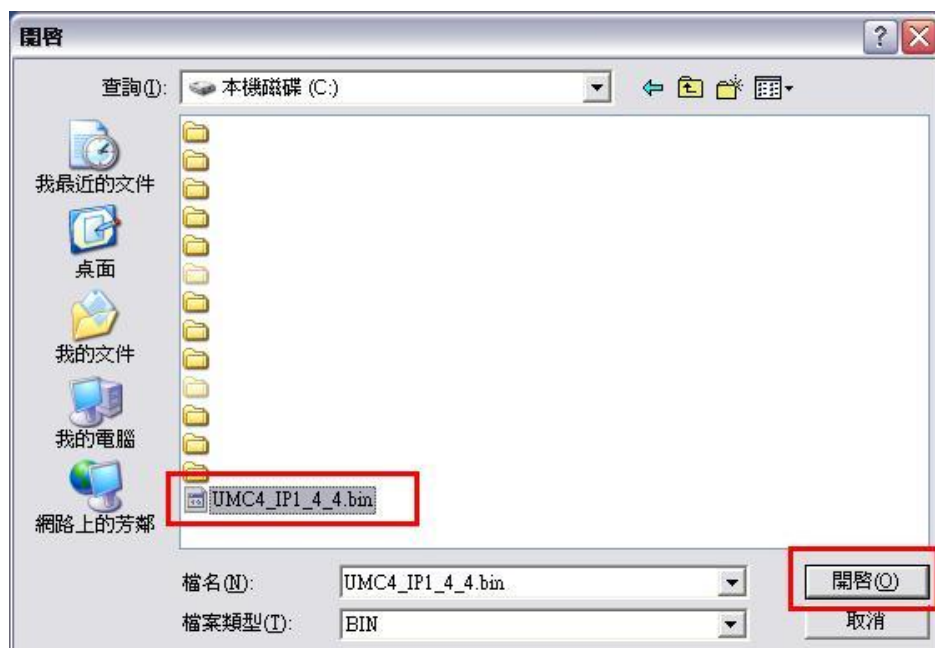 開啓
查詢(I): 本機磁碟 (C:)
我最近的文件
桌面
我的文件
我的電腦
網路上的芳鄰
UMC4_IP1_4_4.bin
檔名(N): UMC4_IP1_4_4.bin 開啓(O)
檔案類型(T): BIN 取消